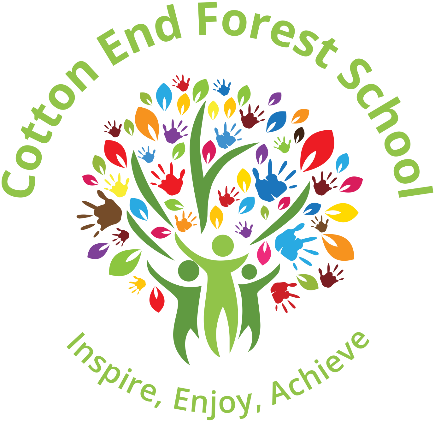 Cotton End Forest School
Inspire, Enjoy, Achieve